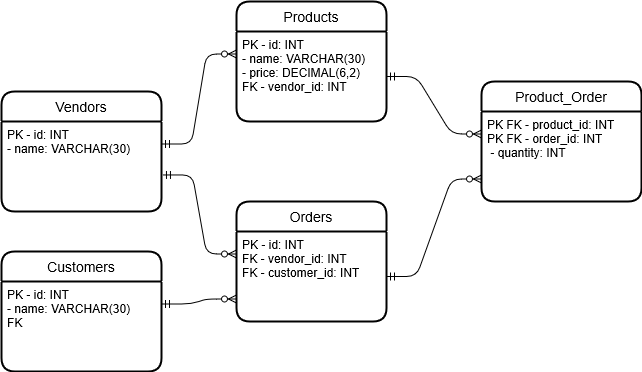 Products
PK - id: INT
- name: VARCHAR(30)
- price: DECIMAL(6,2)
FK - vendor_id: INT
Vendors
PK - id: INT
- name: VARCHAR(30)
Product_Order
PK FK - product_id: INT
PK FK - order_id: INT
- quantity: INT
Orders
PK - id: INT
FK - vendor_id: INT
FK - customer_id: INT
Customers
PK - id: INT
- name: VARCHAR(30)
FK